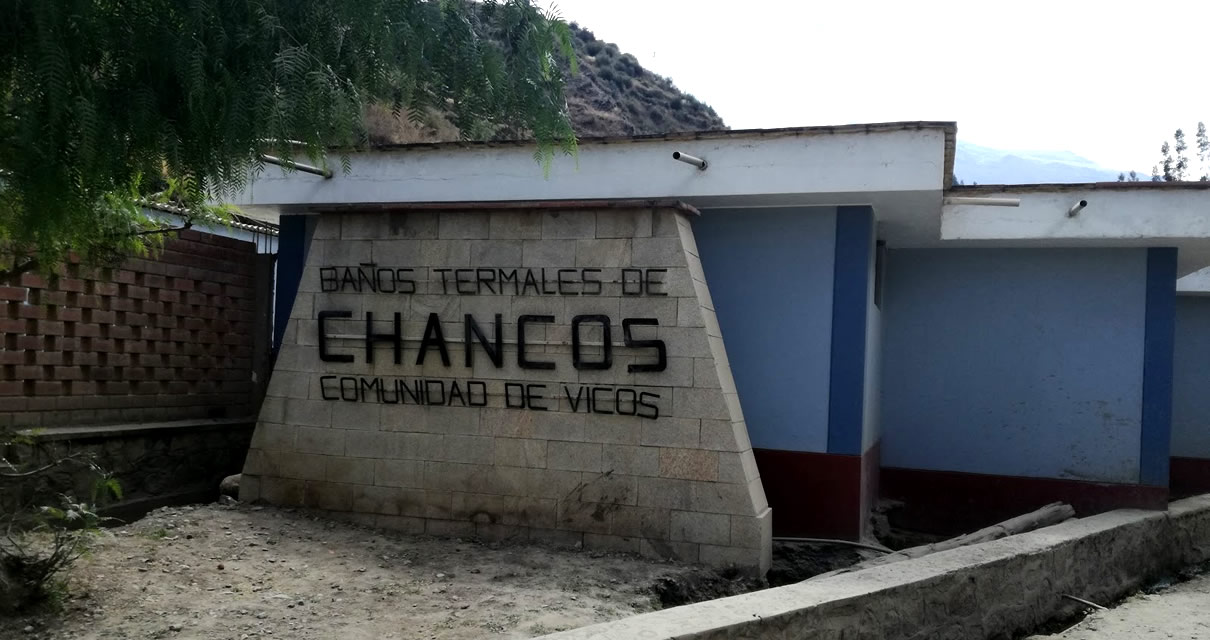 BAÑOS TERMALES DE
CHANCOS
COMUNIDAD DE VICOS